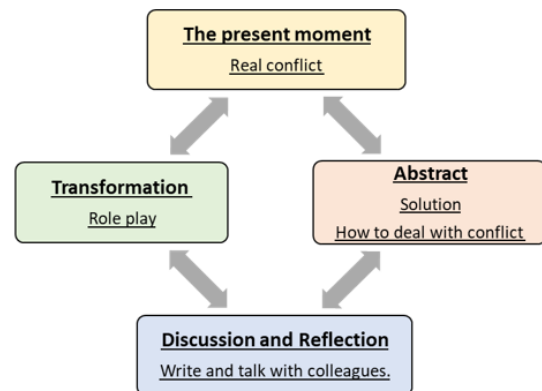 The present moment
Real conflict
Transformation
Role play
Abstract
Solution
How to deal with conflict
Discussion and Reflection
Write and talk with colleagues.